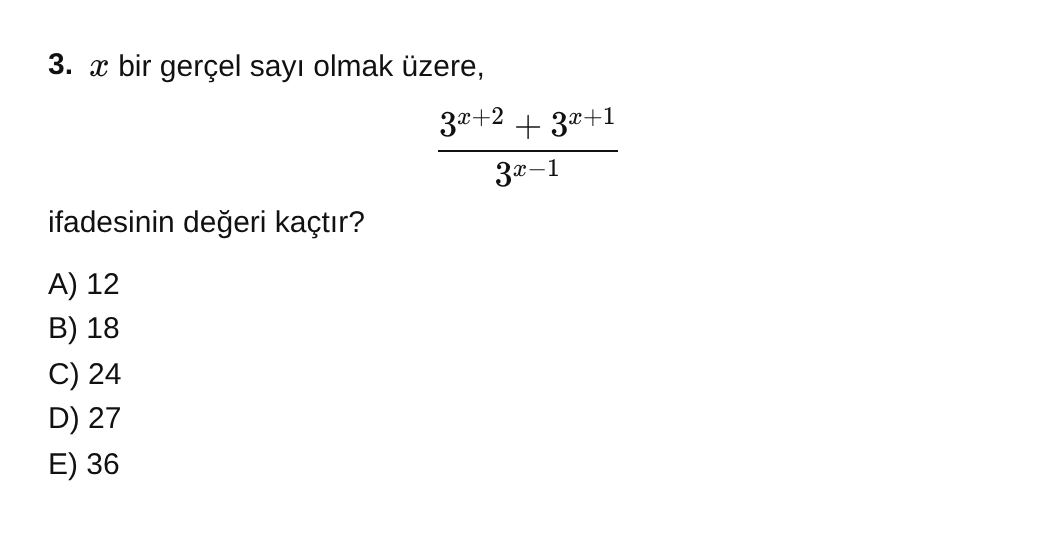 3. x bir gerçel sayı olmak üzere,
3^{x+2} + 3^{x+1}
3^{x−1}
ifadesinin değeri kaçtır?
A) 12
B) 18
C) 24
D) 27
E) 36